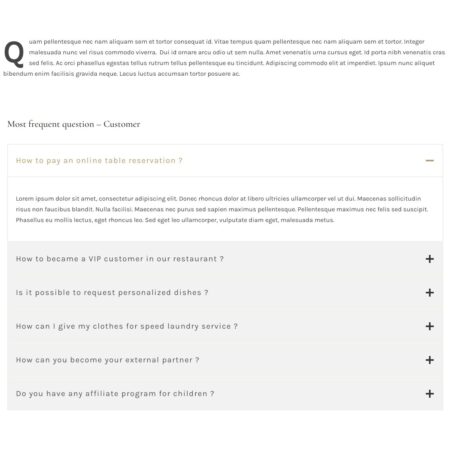 Quam pellentesque nec nam aliquam sem et tortor consequat id. Vitae tempus quam pellentesque nec nam aliquam sem et tortor. Integer
malesuada nunc vel risus commodo viverra. Dui id ornare arcu odio ut sem nulla. Amet venenatis urna cursus eget. Id porta nibh venenatis cras
sed felis. Ac orci phasellus egestas tellus rutrum tellus pellentesque eu tincidunt. Adipiscing commodo elit at imperdiet. Ipsum nunc aliquet
bibendum enim facilisis gravida neque. Lacus luctus accumsan tortor posuere ac.
Most frequent question – Customer
How to pay an online table reservation ?
Lorem ipsum dolor sit amet, consectetur adipiscing elit. Donec rhoncus dolor at libero ultricies ullamcorper vel ut dui. Maecenas sollicitudin
risus non faucibus blandit. Nulla facilisi. Maecenas nec purus sed sapien maximus pellentesque. Pellentesque maximus nec felis sed suscipit.
Phasellus eu mollis lectus, eget rhoncus leo. Sed eget leo ullamcorper, vulputate diam eget, malesuada metus.
How to became a VIP customer in our restaurant ?
Is it possible to request personalized dishes ?
How can I give my clothes for speed laundry service ?
How can you become your external partner ?
Do you have any affiliate program for children ?